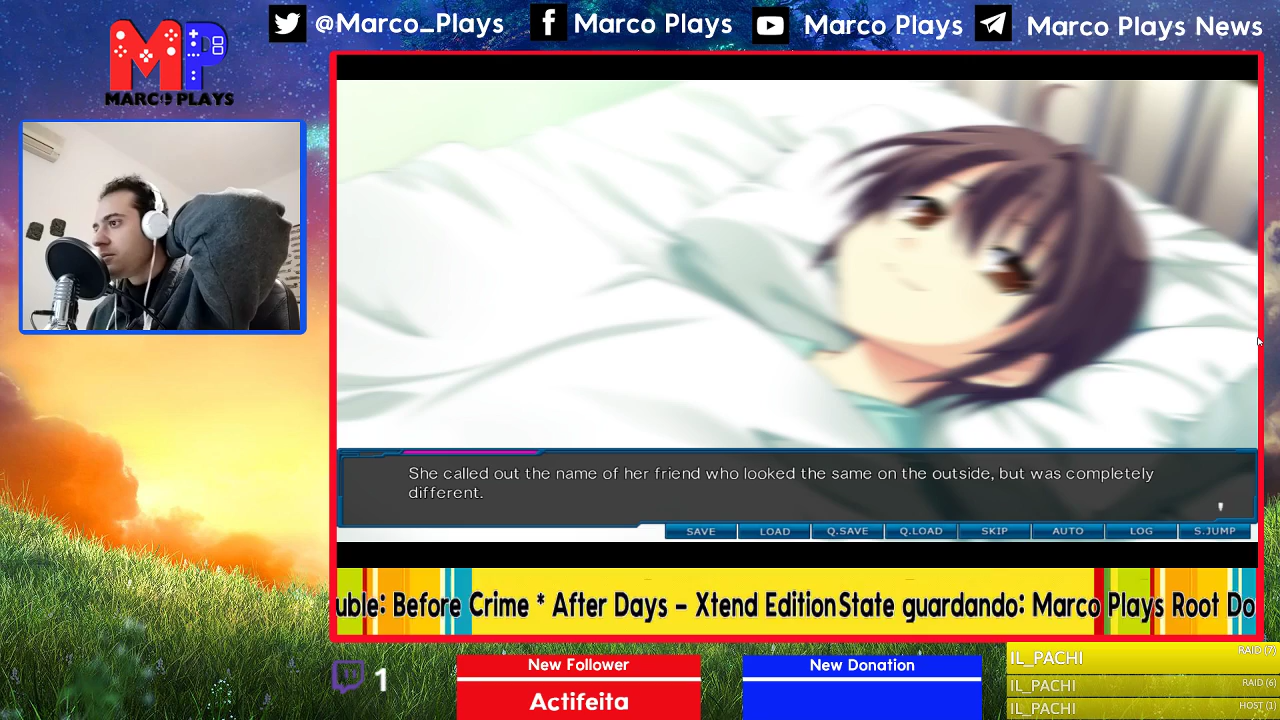 @Marco_Plays
Marco Plays
Marco Plays
Marco Plays News
MP
MARCO PLAYS
She called out the name of her friend who looked the same on the outside, but was completely
different.
SAVE
LOAD
Q.SAVE
Q.LOAD
SKIP
AUTO
LOG
S.JUMP
uble: Before Crime * After Days - Xtend EditionState guardando: Marco Plays Root Do
1
New Follower
Actifeita
New Donation
IL_PACHI
RAID (7)
IL_PACHI
RAID (6)
IL_PACHI
HOST (1)